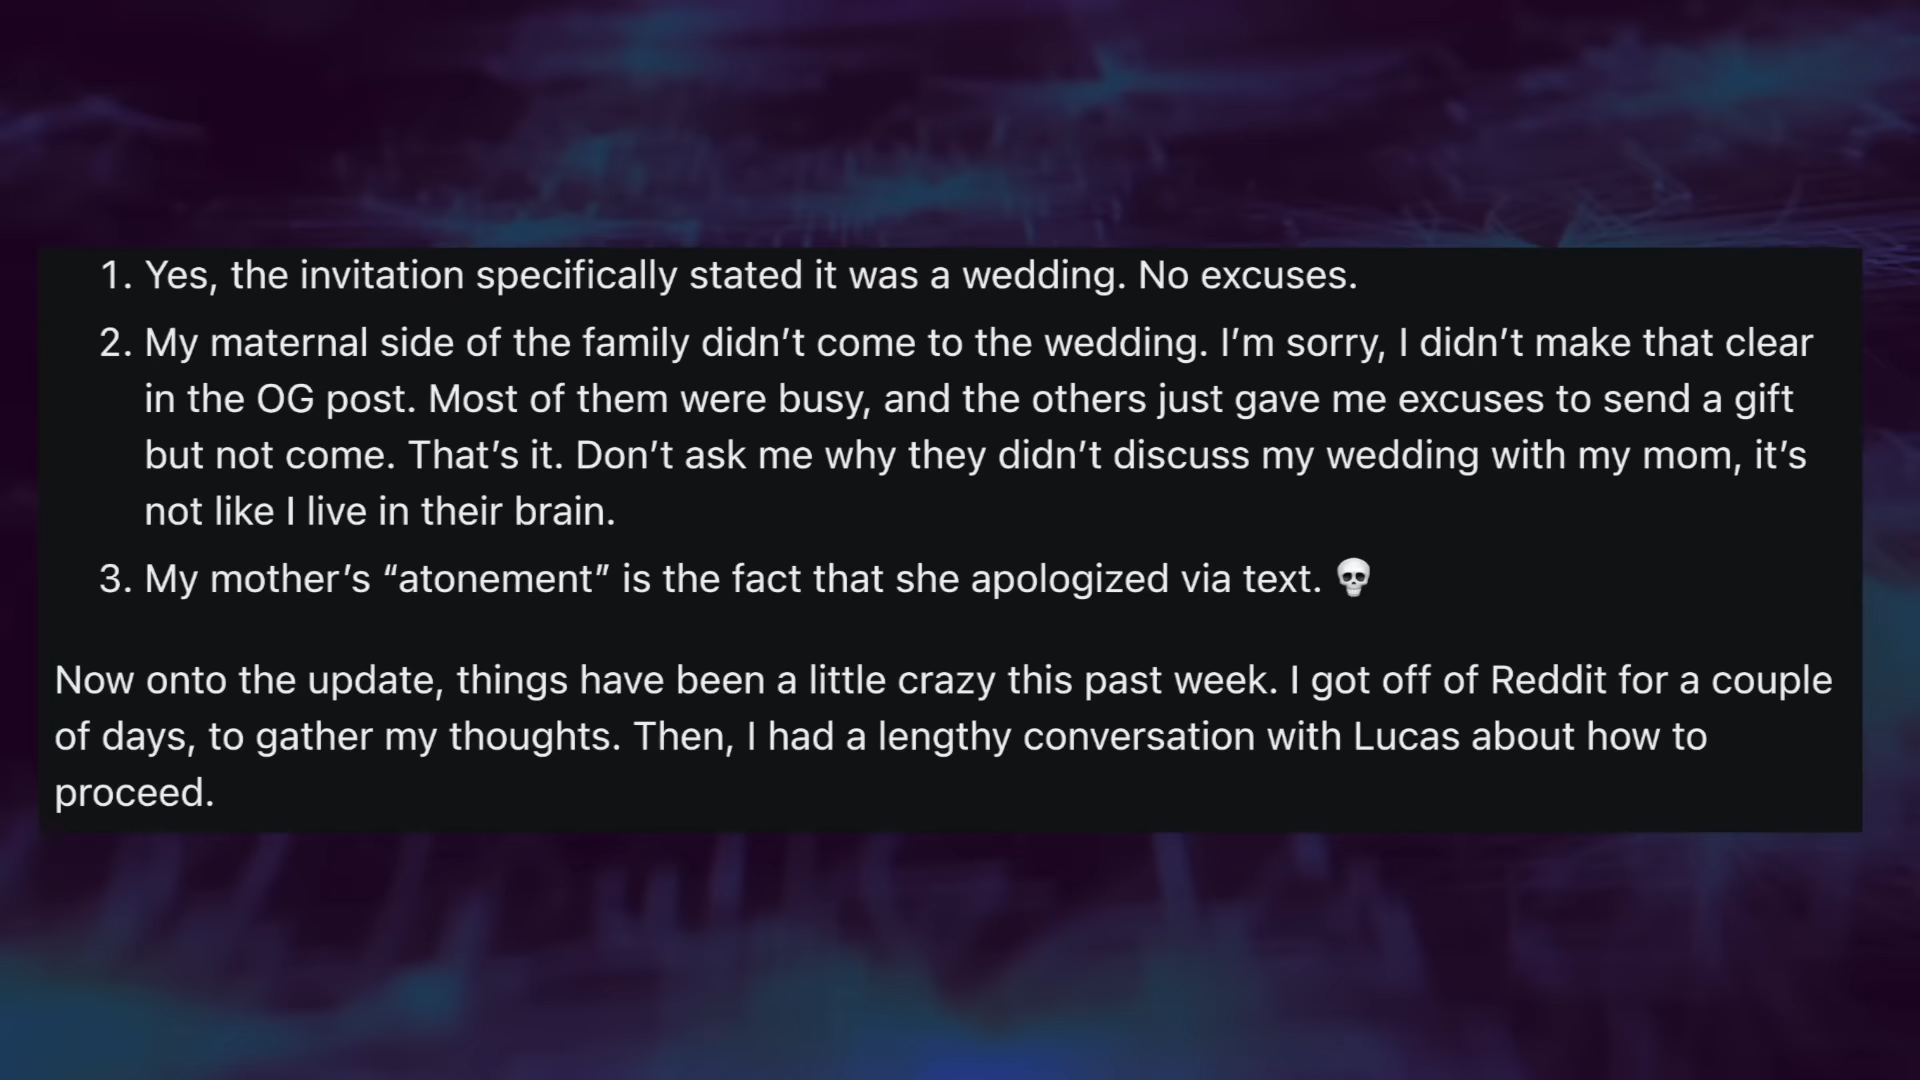 1. Yes, the invitation specifically stated it was a wedding. No excuses.
2. My maternal side of the family didn’t come to the wedding. I’m sorry, I didn’t make that clear
in the OG post. Most of them were busy, and the others just gave me excuses to send a gift
but not come. That’s it. Don’t ask me why they didn’t discuss my wedding with my mom, it’s
not like I live in their brain.
3. My mother’s “atonement” is the fact that she apologized via text. 💀
Now onto the update, things have been a little crazy this past week. I got off of Reddit for a couple
of days, to gather my thoughts. Then, I had a lengthy conversation with Lucas about how to
proceed.